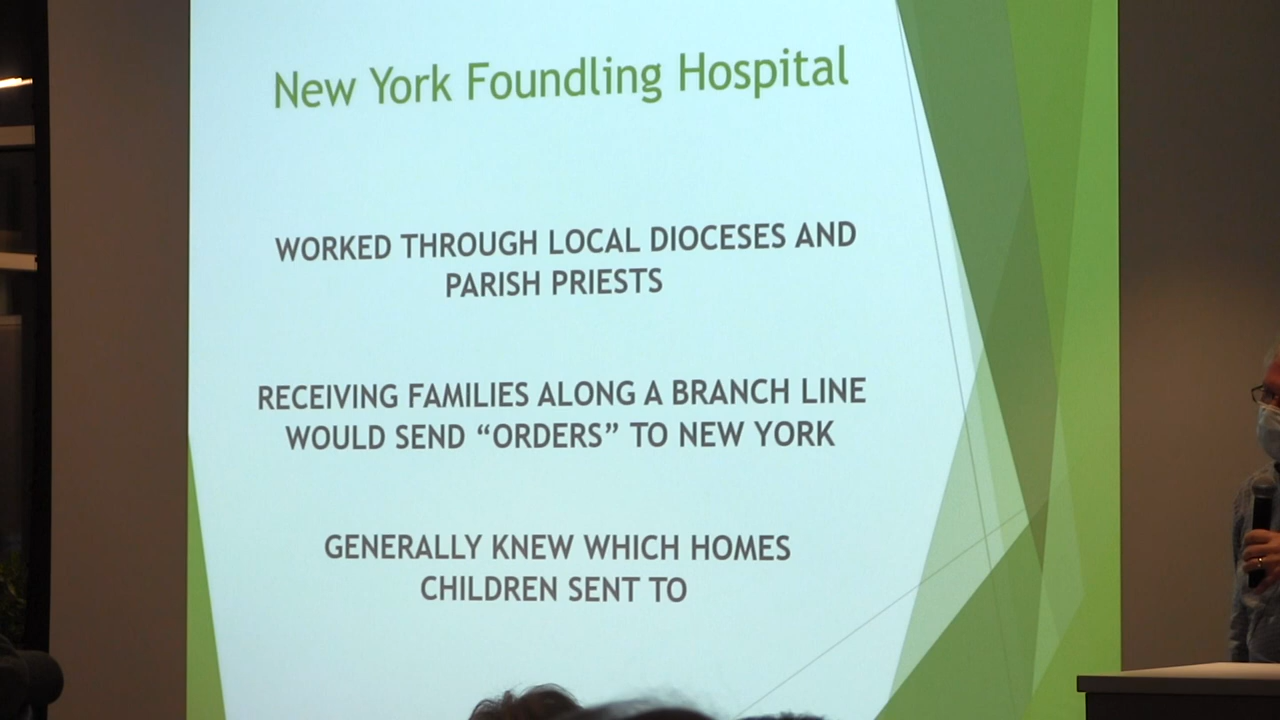 New York Foundling Hospital
WORKED THROUGH LOCAL DIOCESES AND
PARISH PRIESTS
RECEIVING FAMILIES ALONG A BRANCH LINE
WOULD SEND “ORDERS” TO NEW YORK
GENERALLY KNEW WHICH HOMES
CHILDREN SENT TO